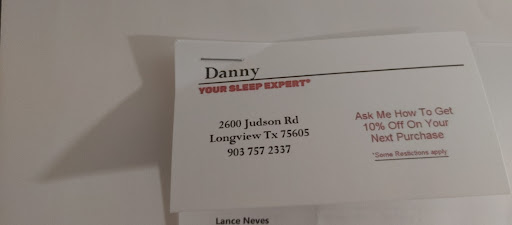 Danny
YOUR SLEEP EXPERT*
2600 Judson Rd
Longview Tx 75605
903 757 2337
Ask Me How To Get
10% Off On Your
Next Purchase
*Some Restictions apply
Lance Neves